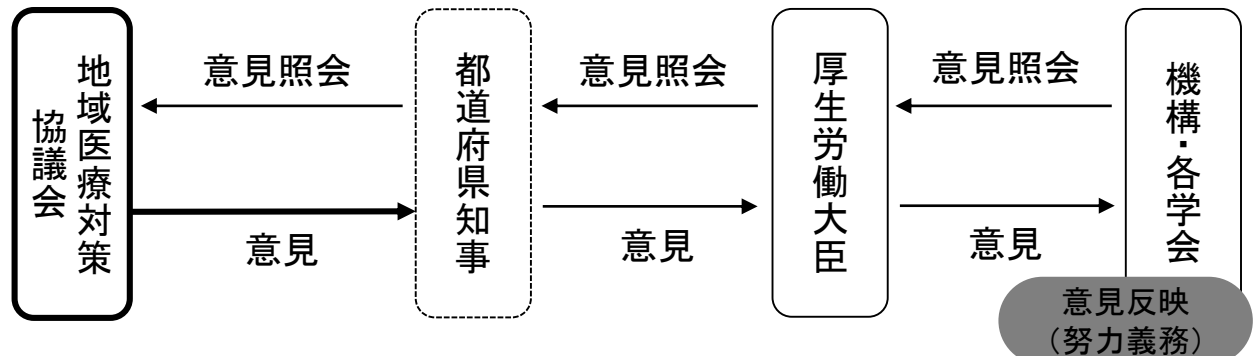 地域医療対策
協議会
意見照会
意見
都道府県知事
意見照会
意見
厚生労働大臣
意見照会
意見
機構・各学会
意見反映
（努力義務）